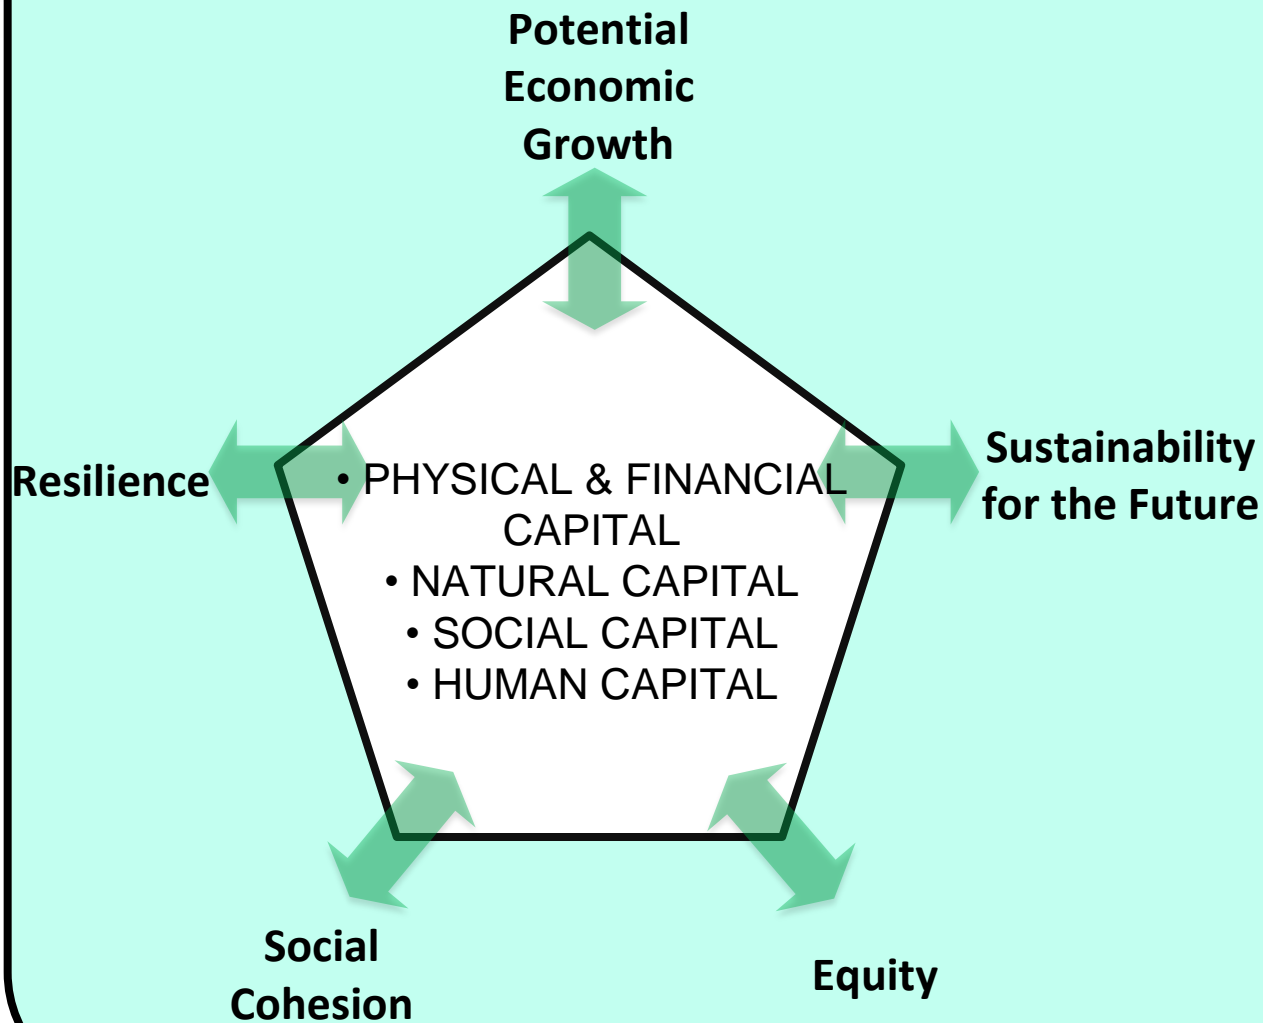 Potential
Economic
Growth
Resilience
Sustainability
for the Future
• PHYSICAL & FINANCIAL
CAPITAL
• NATURAL CAPITAL
• SOCIAL CAPITAL
• HUMAN CAPITAL
Social
Cohesion
Equity